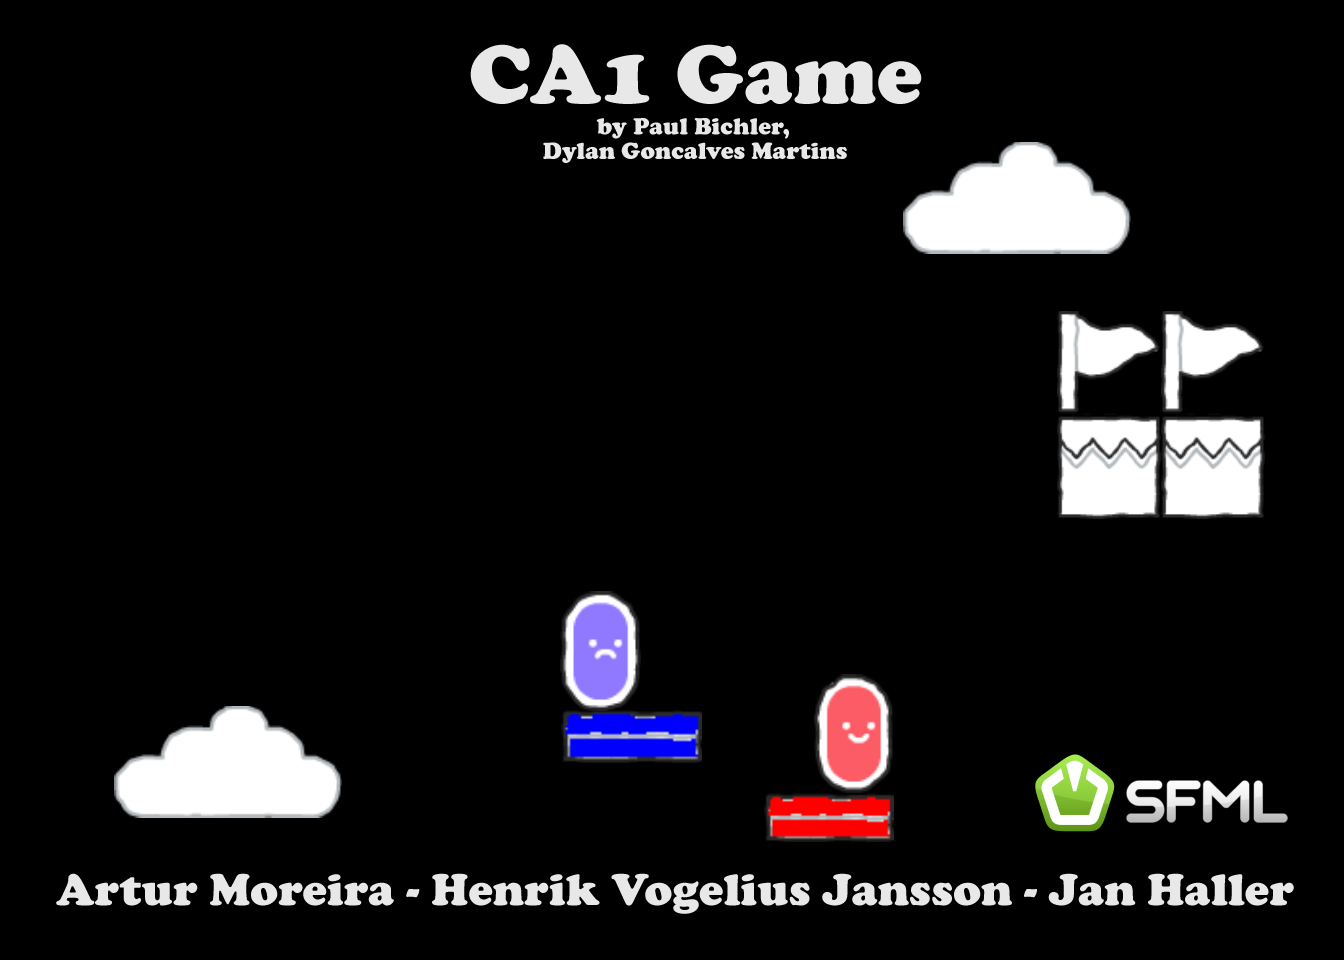 CA1 Game
by Paul Bichler,
Dylan Goncalves Martins
SFML
Artur Moreira - Henrik Vogelius Jansson - Jan Haller